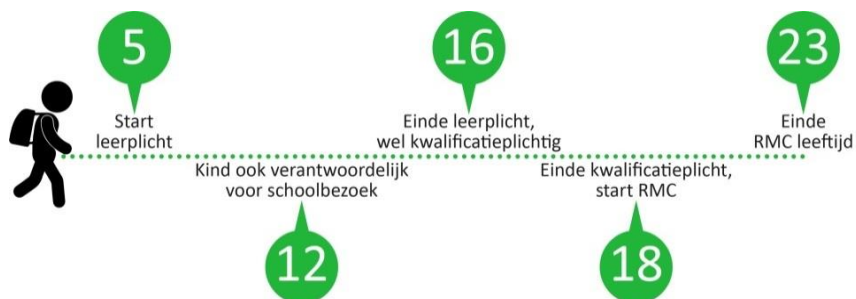 5
Start
leerplicht
12
Kind ook verantwoordelijk
voor schoolbezoek
16
Einde leerplicht,
wel kwalificatieplichtig
18
Einde kwalificatieplicht,
start RMC
23
Einde
RMC leeftijd